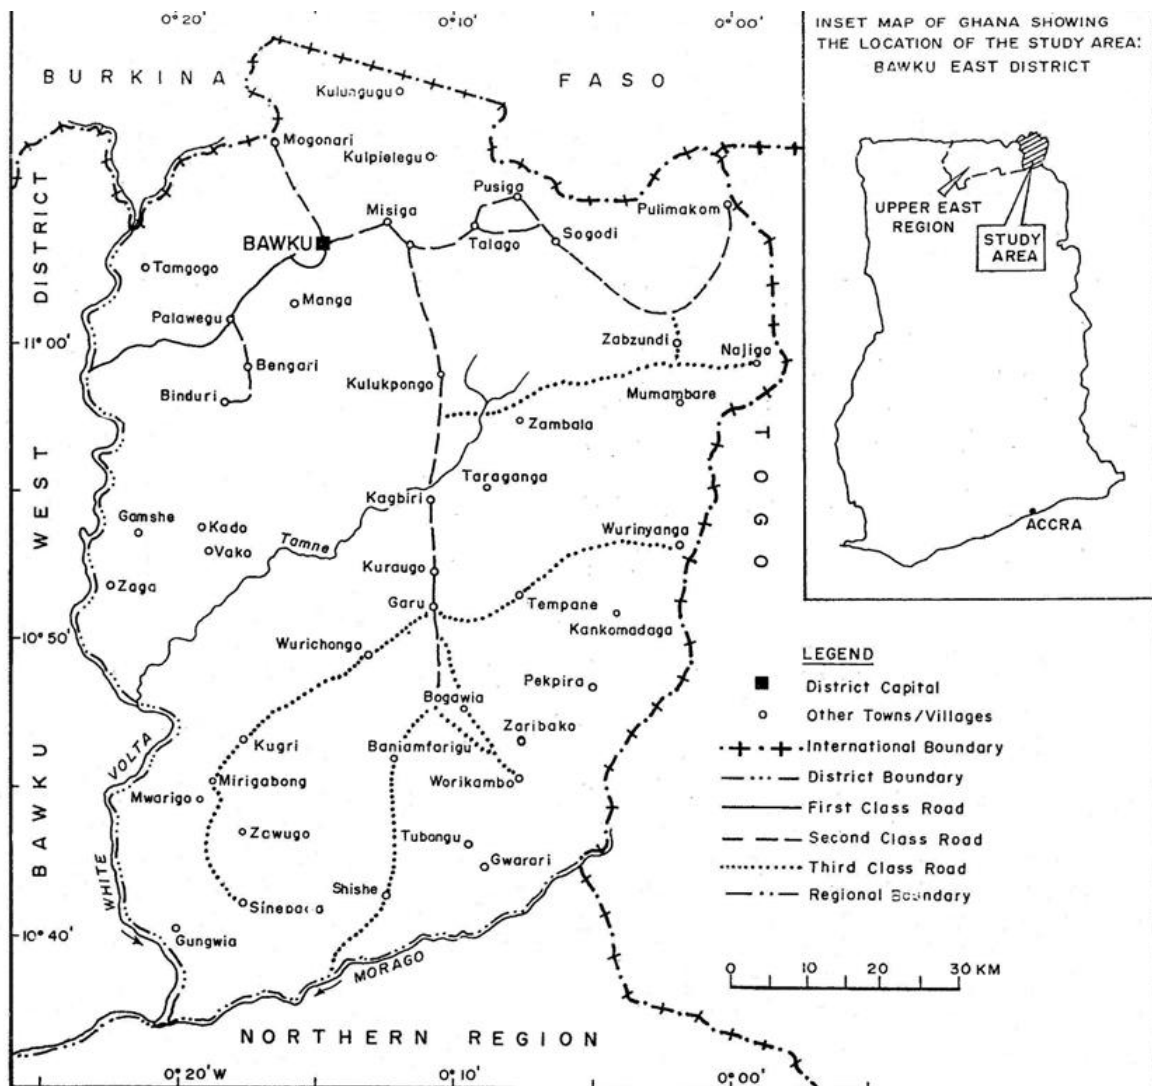 0°20' 0°10' 0°00'
INSET MAP OF GHANA SHOWING
THE LOCATION OF THE STUDY AREA:
BAWKU EAST DISTRICT
BURKINA FASO
Kulungugu
Mogonari
Kulpielegu
Pusiga
Misiga
Pulimakom
BAWKU
Talago
Sogodi
UPPER EAST
REGION
STUDY
AREA
Tamgogo
Manga
Palawegu
11°00'
Zabzundi
Najiga
Bengari
Kulukpongo
Binduri
Mumambare
Zambala
TOGO
Taraganga
Kagbiri
Gamshe
Kado
Wurinyanga
ACCRA
Vako
Tamne
Kuraugo
Zaga
Garu
Tempane
Kankomadaga
10°50'
Wurichongo
LEGEND
Pekpira
District Capital
Bogawia
Other Towns/Villages
Zaribako
VOLTA
Kugri
Baniamfarigu
International Boundary
Mirigabong
Worikambo
District Boundary
Mwarigo
First Class Road
Zawugo
Tubongu
Second Class Road
Gwarari
Third Class Road
WHITE
Shishe
Regional Boundary
BAWKU WEST DISTRICT
10°40'
Gungwia
MORAGO
0 10 20 30 KM
NORTHERN REGION
0°20'W 0°10' 0°00'